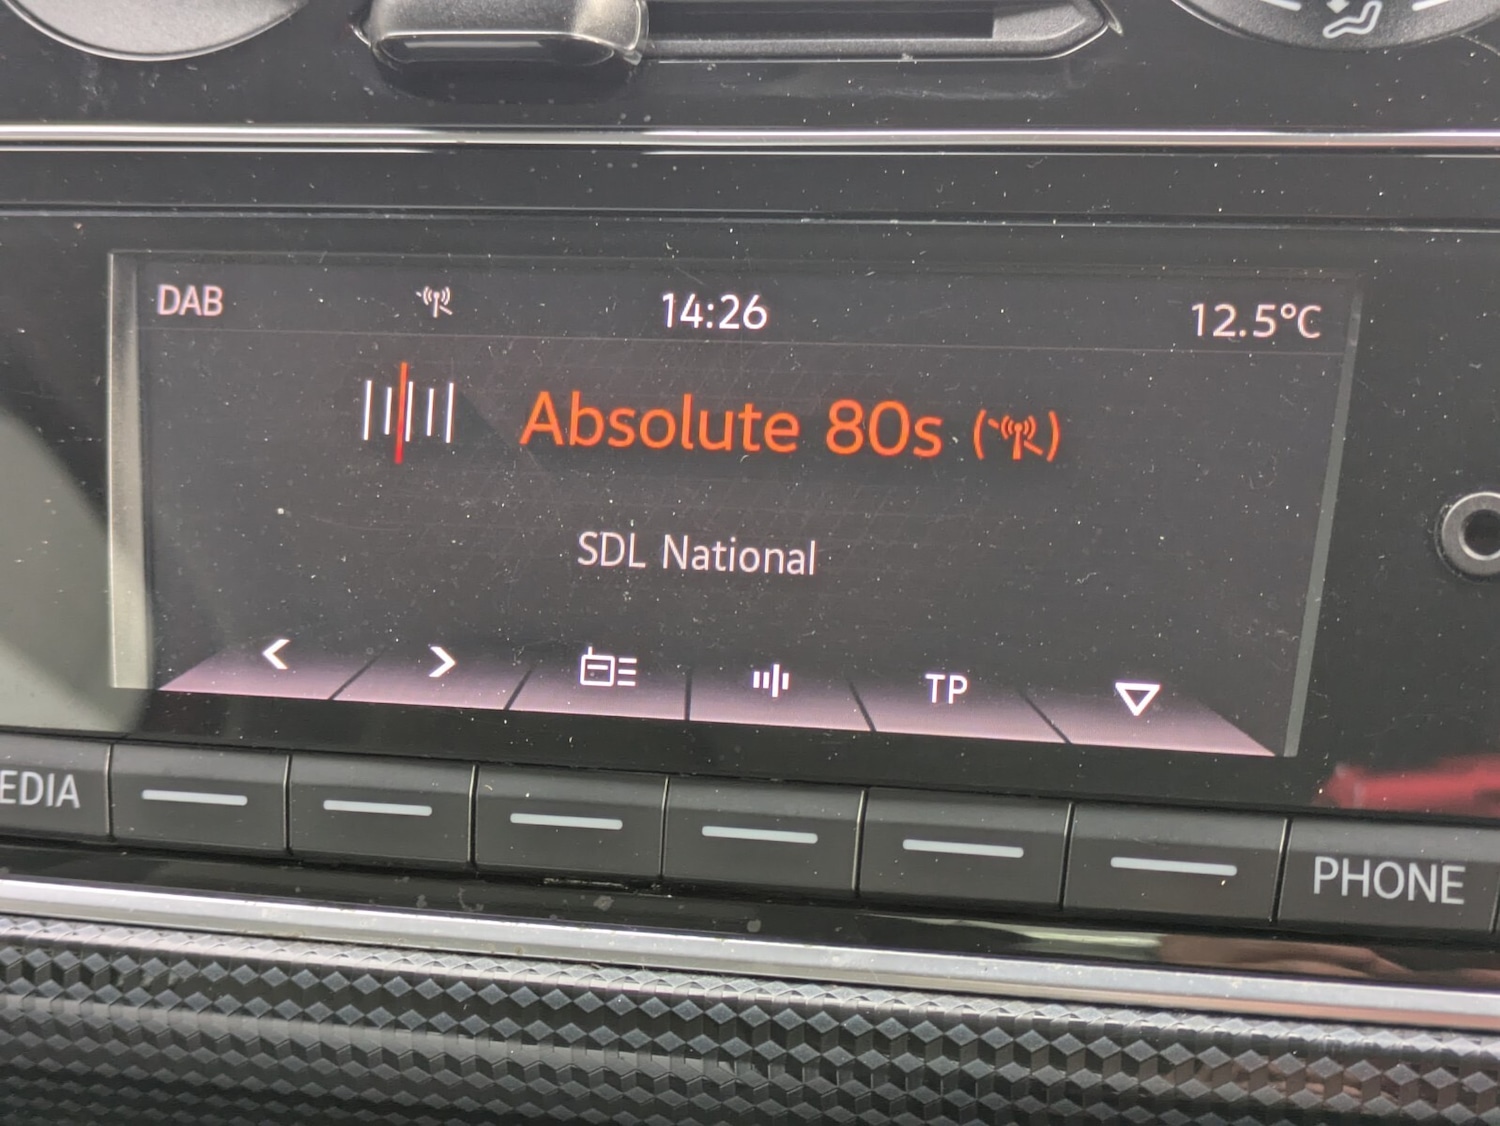 DAB 14:26 12.5°C
Absolute 80s
SDL National
TP
EDIA PHONE